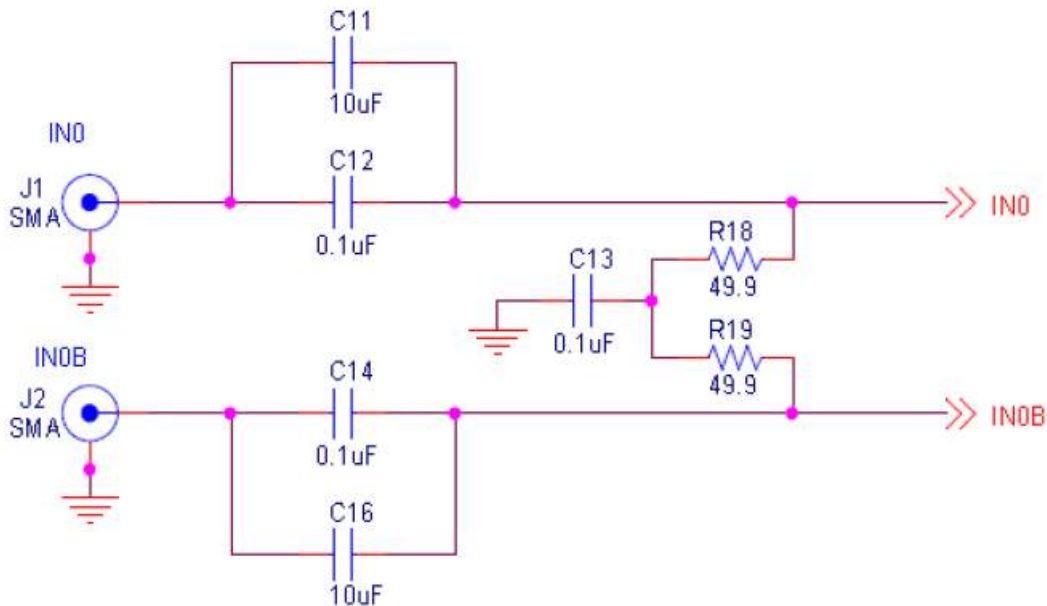 C11
10uF
IN0
J1
SMA
C12
0.1uF
IN0
R18
49.9
C13
0.1uF
R19
49.9
IN0B
J2
SMA
C14
0.1uF
IN0B
C16
10uF